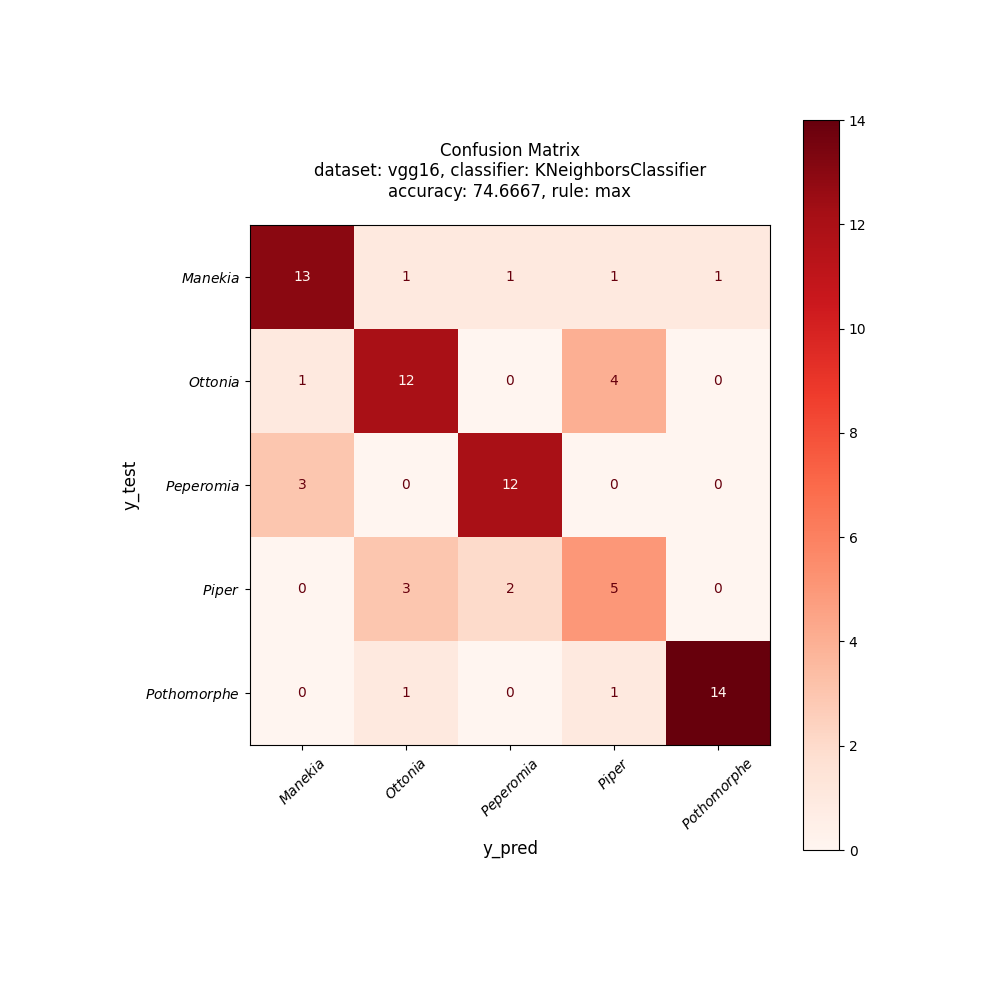 Confusion Matrix
dataset: vgg16, classifier: KNeighborsClassifier
accuracy: 74.6667, rule: max
Manekia 13 1 1 1 1
Ottonia 1 12 0 4 0
Peperomia 3 0 12 0 0
Piper 0 3 2 5 0
Pothomorphe 0 1 0 1 14
Manekia Ottonia Peperomia Piper Pothomorphe
y_test
y_pred
14
12
10
8
6
4
2
0